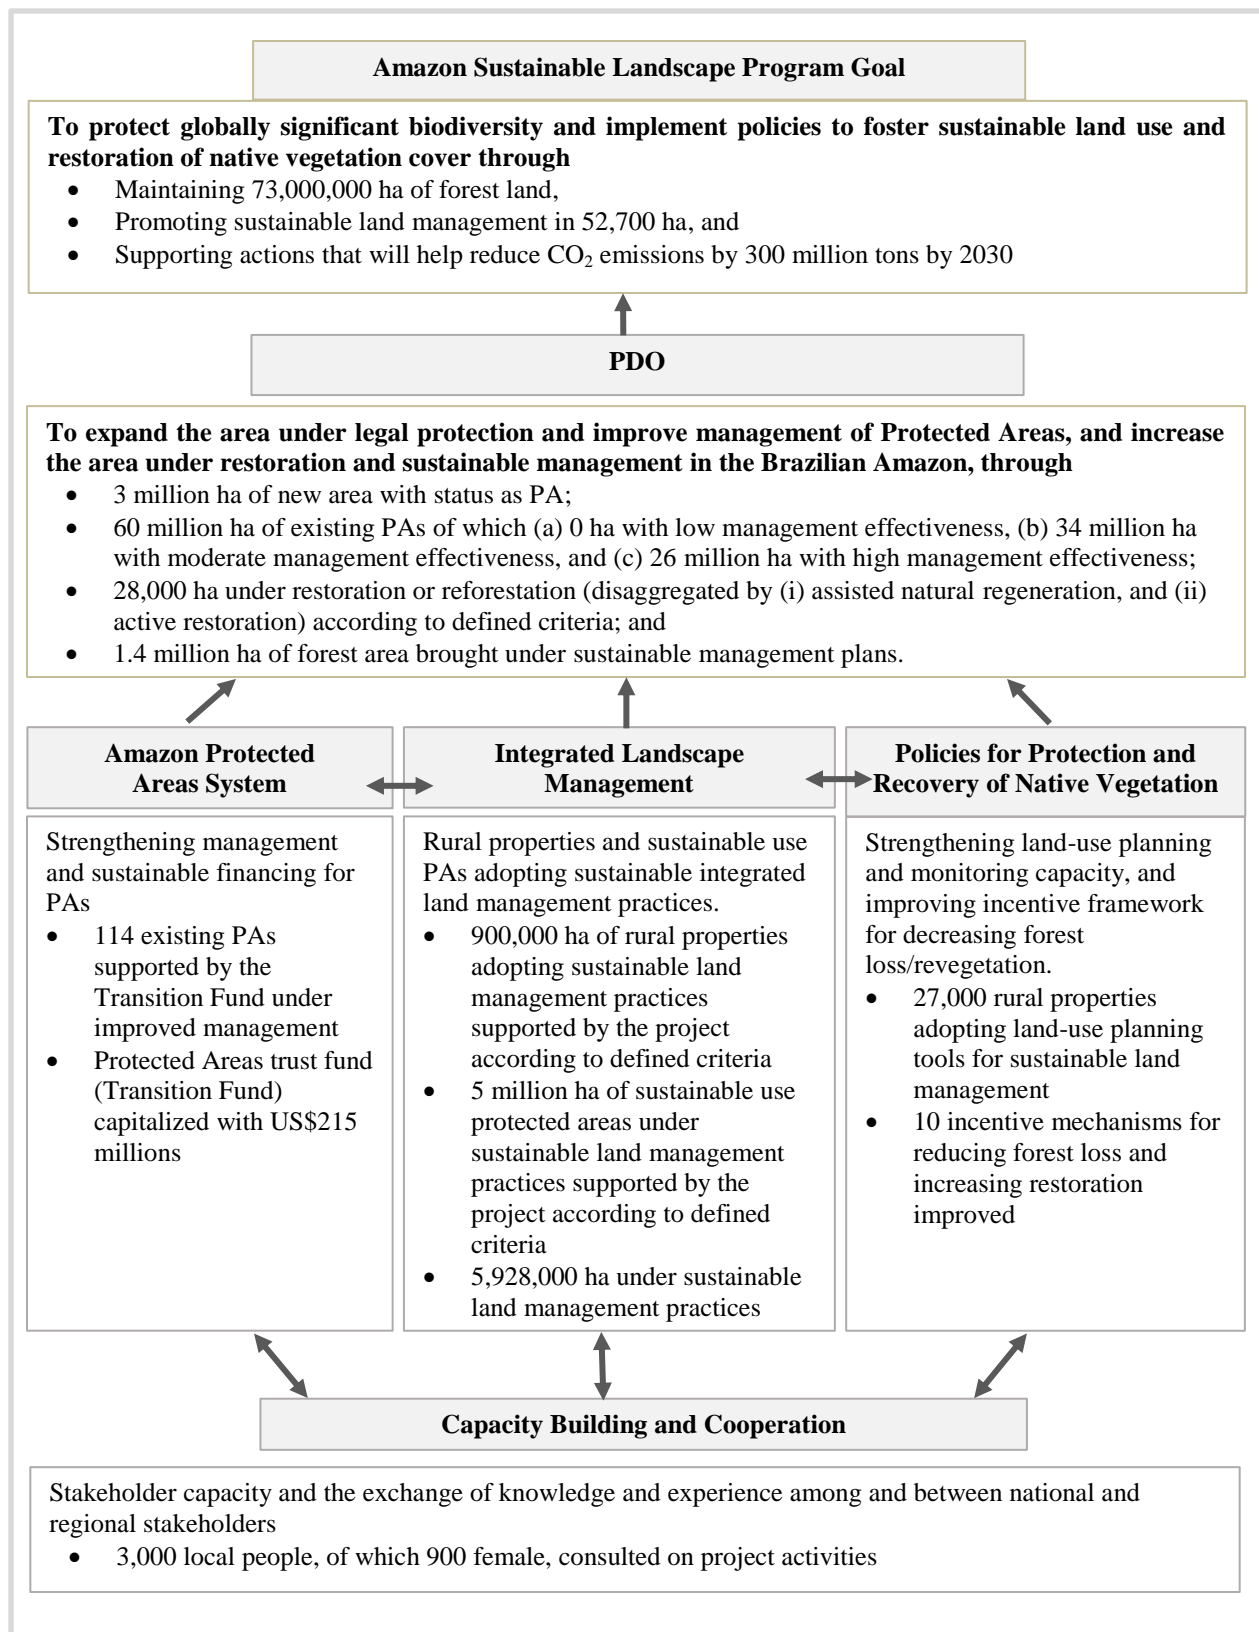 Amazon Sustainable Landscape Program Goal
To protect globally significant biodiversity and implement policies to foster sustainable land use and
restoration of native vegetation cover through
• Maintaining 73,000,000 ha of forest land,
• Promoting sustainable land management in 52,700 ha, and
• Supporting actions that will help reduce CO₂ emissions by 300 million tons by 2030
PDO
To expand the area under legal protection and improve management of Protected Areas, and increase
the area under restoration and sustainable management in the Brazilian Amazon, through
• 3 million ha of new area with status as PA;
• 60 million ha of existing PAs of which (a) 0 ha with low management effectiveness, (b) 34 million ha
with moderate management effectiveness, and (c) 26 million ha with high management effectiveness;
• 28,000 ha under restoration or reforestation (disaggregated by (i) assisted natural regeneration, and (ii)
active restoration) according to defined criteria; and
• 1.4 million ha of forest area brought under sustainable management plans.
Amazon Protected
Areas System
Strengthening management
and sustainable financing for
PAs
• 114 existing PAs
supported by the
Transition Fund under
improved management
• Protected Areas trust fund
(Transition Fund)
capitalized with US$215
millions
Integrated Landscape
Management
Rural properties and sustainable use
PAs adopting sustainable integrated
land management practices.
• 900,000 ha of rural properties
adopting sustainable land
management practices
supported by the project
according to defined criteria
• 5 million ha of sustainable use
protected areas under
sustainable land management
practices supported by the
project according to defined
criteria
• 5,928,000 ha under sustainable
land management practices
Policies for Protection and
Recovery of Native Vegetation
Strengthening land-use planning
and monitoring capacity, and
improving incentive framework
for decreasing forest
loss/revegetation.
• 27,000 rural properties
adopting land-use planning
tools for sustainable land
management
• 10 incentive mechanisms for
reducing forest loss and
increasing restoration
improved
Capacity Building and Cooperation
Stakeholder capacity and the exchange of knowledge and experience among and between national and
regional stakeholders
• 3,000 local people, of which 900 female, consulted on project activities